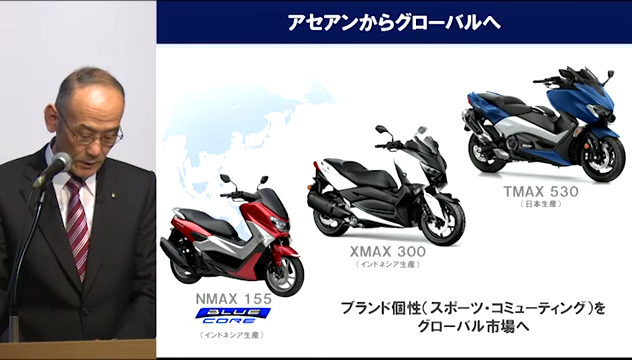 アセアンからグローバルへ
TMAX 530
（日本生産）
XMAX 300
（インドネシア生産）
NMAX 155
BLUE
CORE
（インドネシア生産）
ブランド個性（スポーツ・コミューティング）を
グローバル市場へ